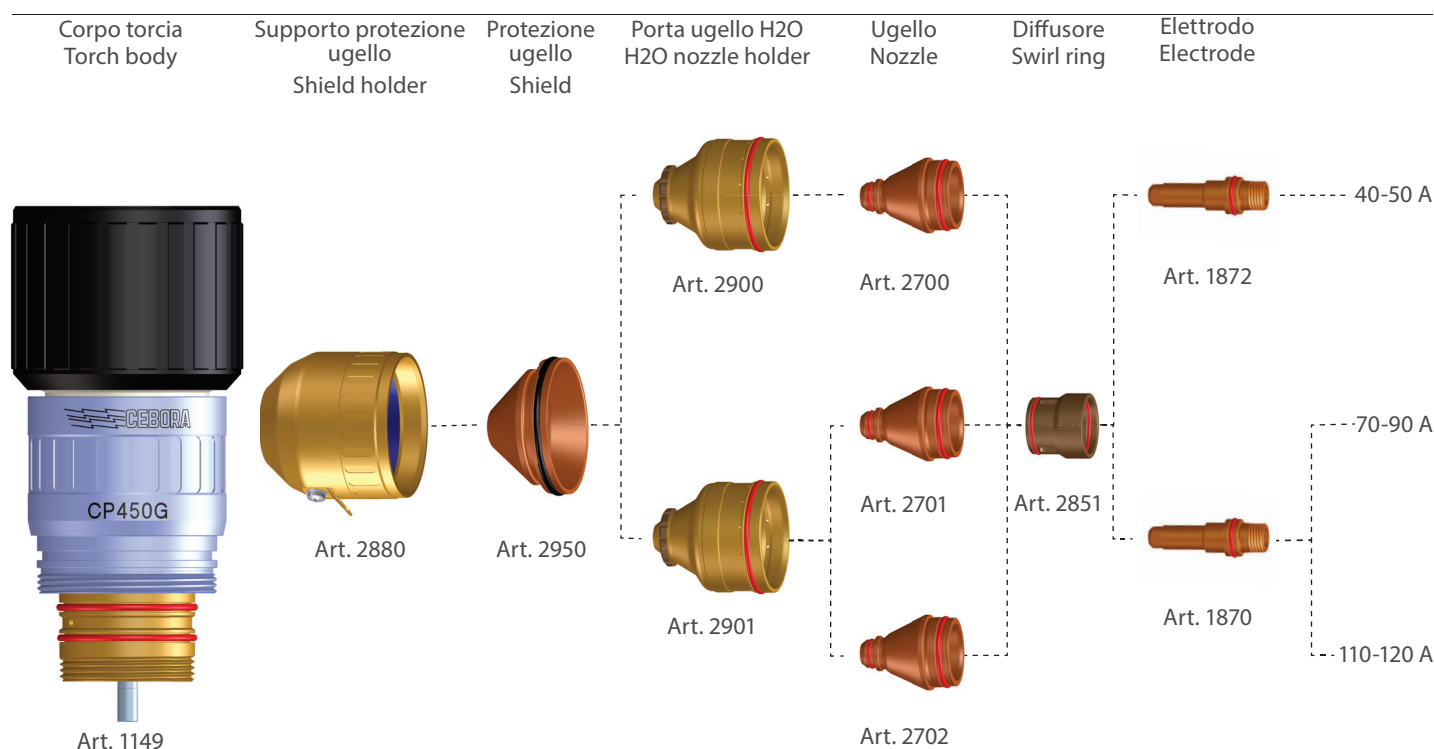 Corpo torcia
Torch body
Supporto protezione
ugello
Shield holder
Protezione
ugello
Shield
Porta ugello H2O
H2O nozzle holder
Ugello
Nozzle
Diffusore
Swirl ring
Elettrodo
Electrode
40-50 A
Art. 2900
Art. 2700
Art. 1872
CEBORA
CP450G
70-90 A
Art. 2701
Art. 2851
Art. 2880
Art. 2950
Art. 2901
Art. 1870
110-120 A
Art. 2702
Art. 1149